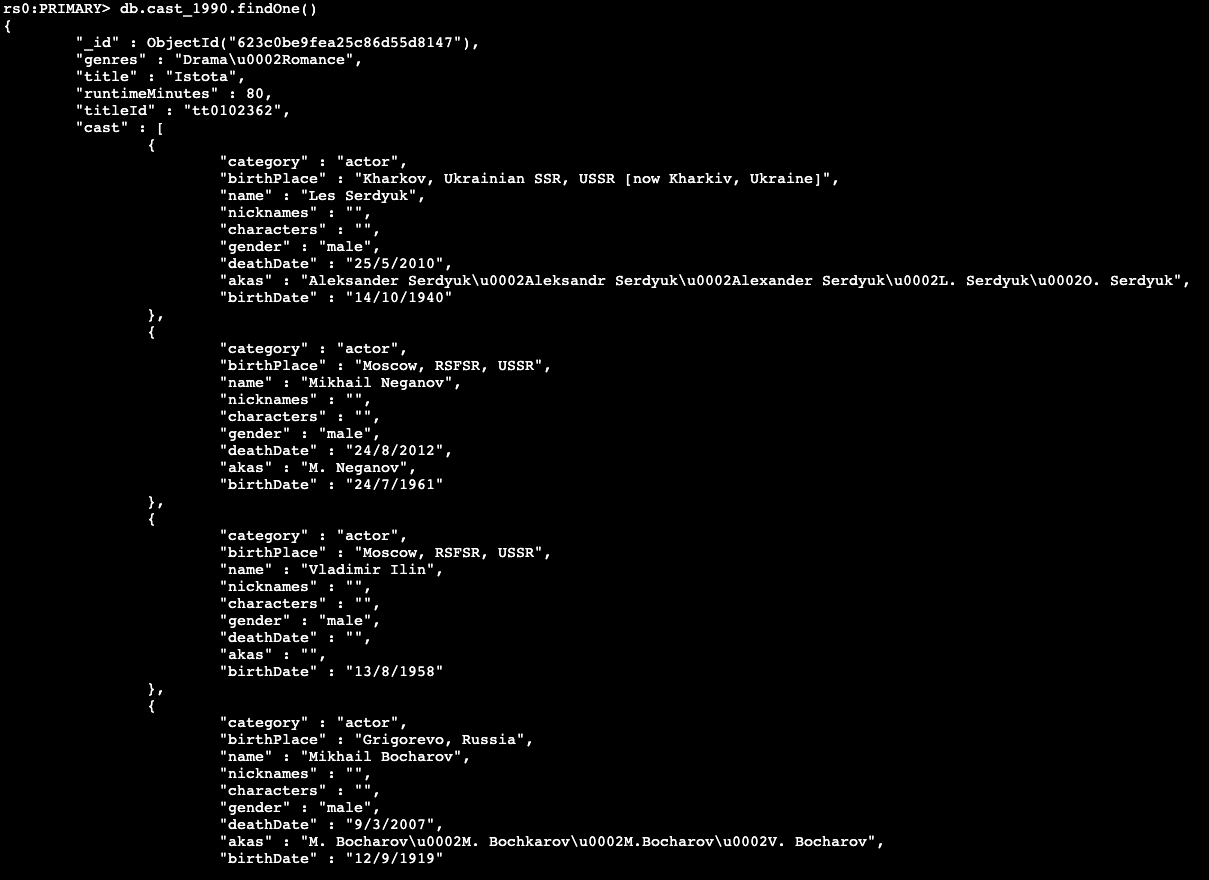 rs0:PRIMARY> db.cast_1990.findOne()
{
"_id" : ObjectId("623c0be9fea25c86d55d8147"),
"genres" : "Drama\u0002Romance",
"title" : "Istota",
"runtimeMinutes" : 80,
"titleId" : "tt0102362",
"cast" : [
{
"category" : "actor",
"birthPlace" : "Kharkov, Ukrainian SSR, USSR [now Kharkiv, Ukraine]",
"name" : "Les Serdyuk",
"nicknames" : "",
"characters" : "",
"gender" : "male",
"deathDate" : "25/5/2010",
"akas" : "Aleksander Serdyuk\u0002Aleksandr Serdyuk\u0002Alexander Serdyuk\u0002L. Serdyuk\u0002O. Serdyuk",
"birthDate" : "14/10/1940"
},
{
"category" : "actor",
"birthPlace" : "Moscow, RSFSR, USSR",
"name" : "Mikhail Neganov",
"nicknames" : "",
"characters" : "",
"gender" : "male",
"deathDate" : "24/8/2012",
"akas" : "M. Neganov",
"birthDate" : "24/7/1961"
},
{
"category" : "actor",
"birthPlace" : "Moscow, RSFSR, USSR",
"name" : "Vladimir Ilin",
"nicknames" : "",
"characters" : "",
"gender" : "male",
"deathDate" : "",
"akas" : "",
"birthDate" : "13/8/1958"
},
{
"category" : "actor",
"birthPlace" : "Grigorevo, Russia",
"name" : "Mikhail Bocharov",
"nicknames" : "",
"characters" : "",
"gender" : "male",
"deathDate" : "9/3/2007",
"akas" : "M. Bocharov\u0002M. Bochkarov\u0002M.Bocharov\u0002V. Bocharov",
"birthDate" : "12/9/1919"